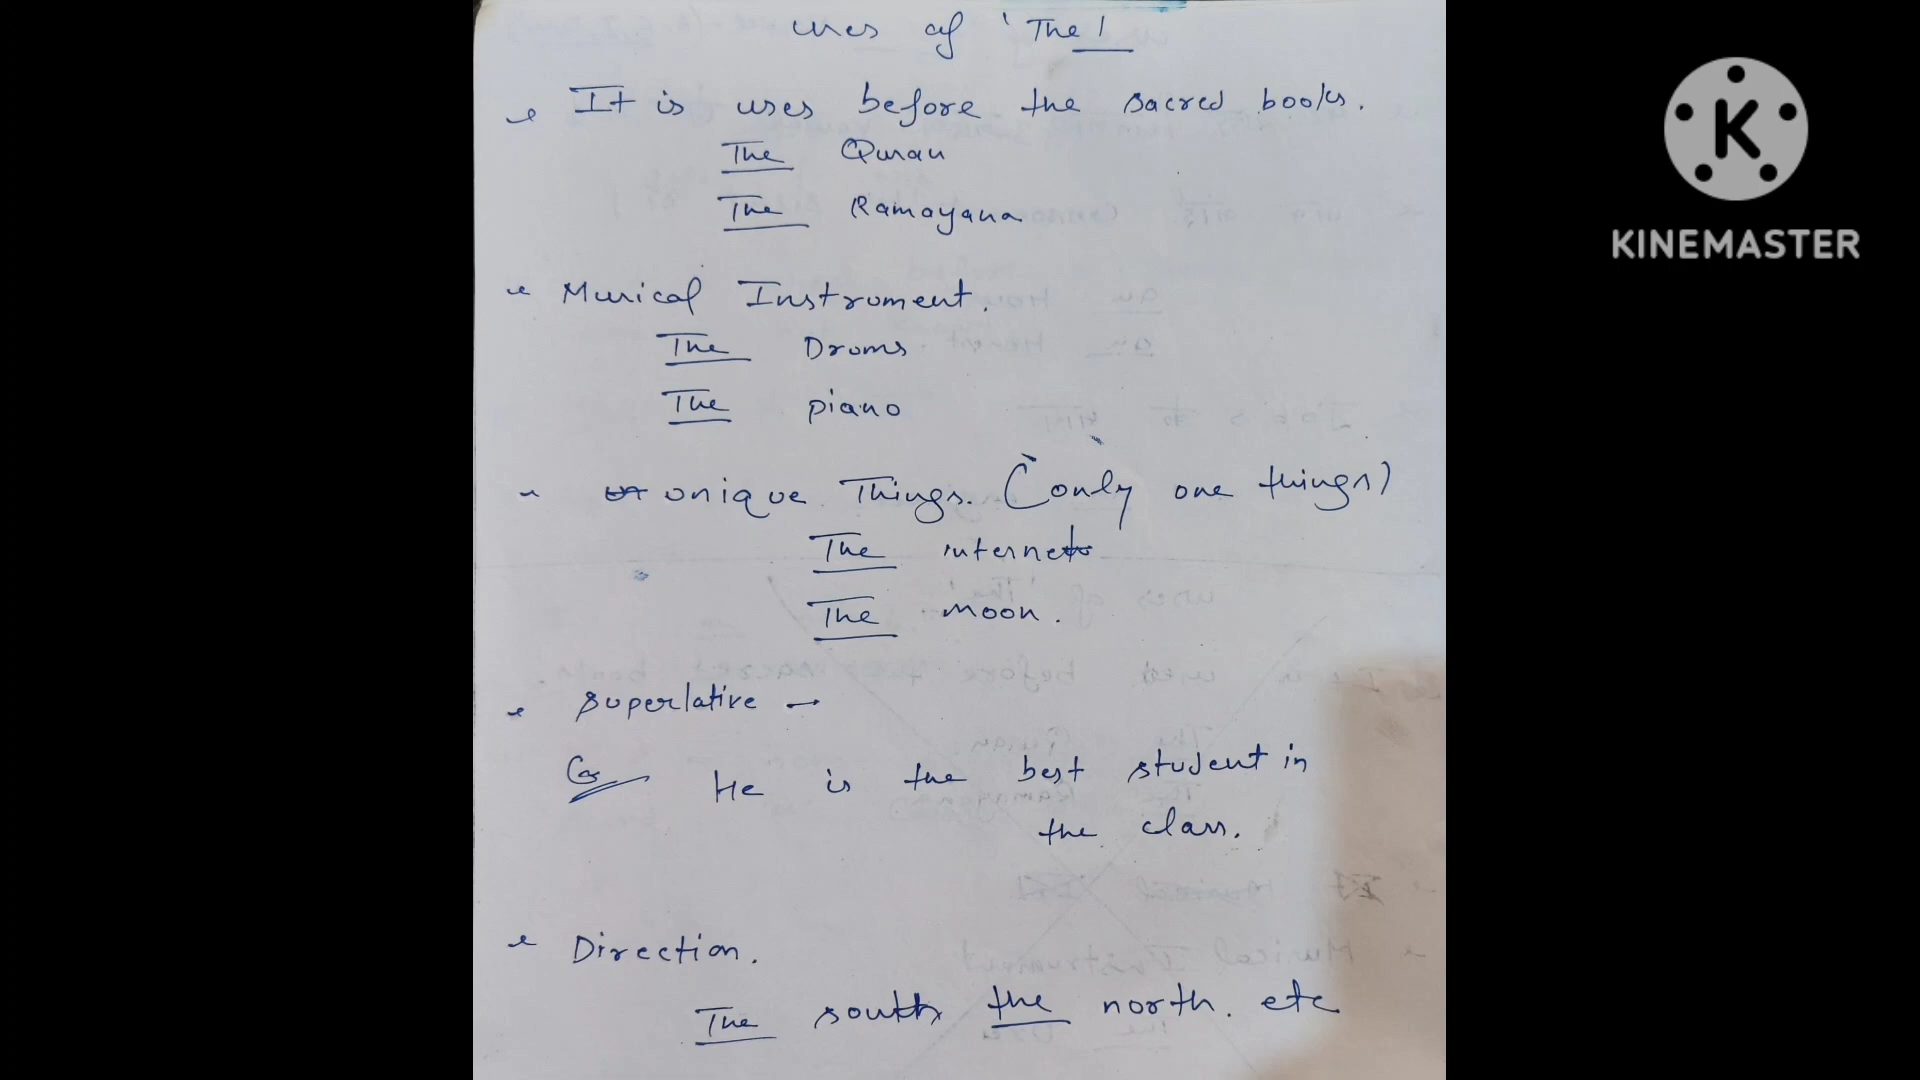 uses of 'The'
It is uses before the sacred books.
The Quran
The Ramayana
Musical Instrument.
The Drums
The piano
unique Things. (only one things)
The internet
The moon.
superlative →
He is the best student in
the class.
Direction.
The south the north. etc
K
KINEMASTER